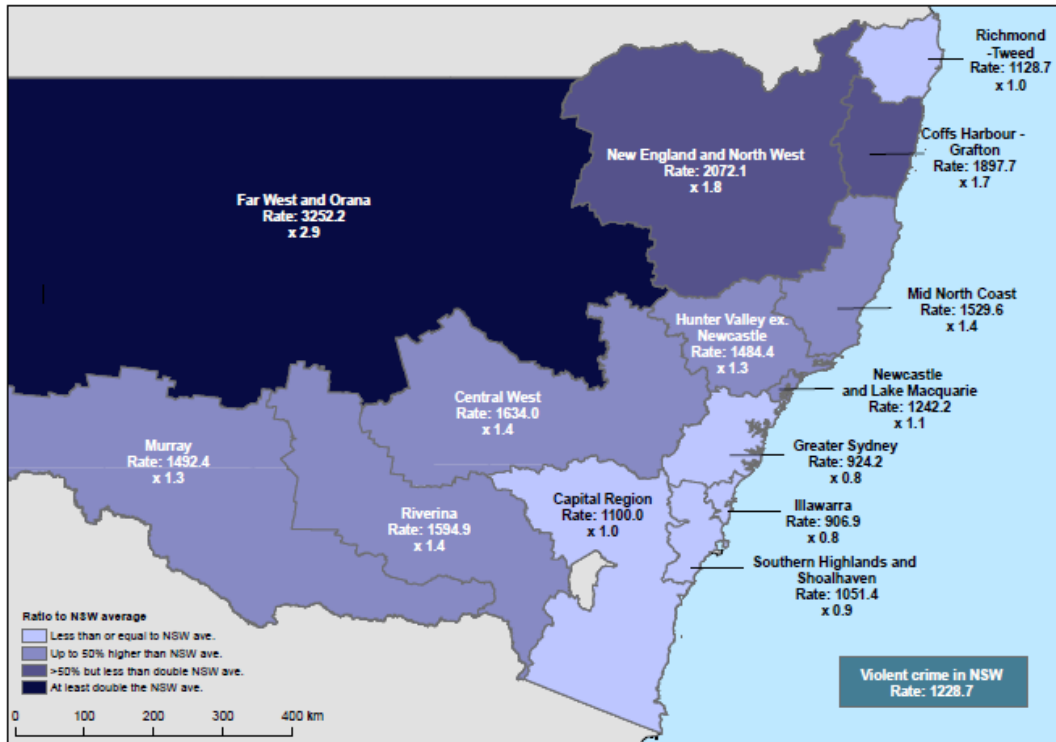 Richmond
-Tweed
Rate: 1128.7
x 1.0
Coffs Harbour -
Grafton
Rate: 1897.7
x 1.7
New England and North West
Rate: 2072.1
x 1.8
Far West and Orana
Rate: 3252.2
x 2.9
Mid North Coast
Rate: 1529.6
x 1.4
Hunter Valley ex.
Newcastle
Rate: 1484.4
x 1.3
Newcastle
and Lake Macquarie
Rate: 1242.2
x 1.1
Central West
Rate: 1634.0
x 1.4
Murray
Rate: 1492.4
x 1.3
Greater Sydney
Rate: 924.2
x 0.8
Capital Region
Rate: 1100.0
x 1.0
Riverina
Rate: 1594.9
x 1.4
Illawarra
Rate: 906.9
x 0.8
Southern Highlands and
Shoalhaven
Rate: 1051.4
x 0.9
Ratio to NSW average
Less than or equal to NSW ave.
Up to 50% higher than NSW ave.
>50% but less than double NSW ave.
At least double the NSW ave.
0 100 200 300 400 km
Violent crime in NSW
Rate: 1228.7